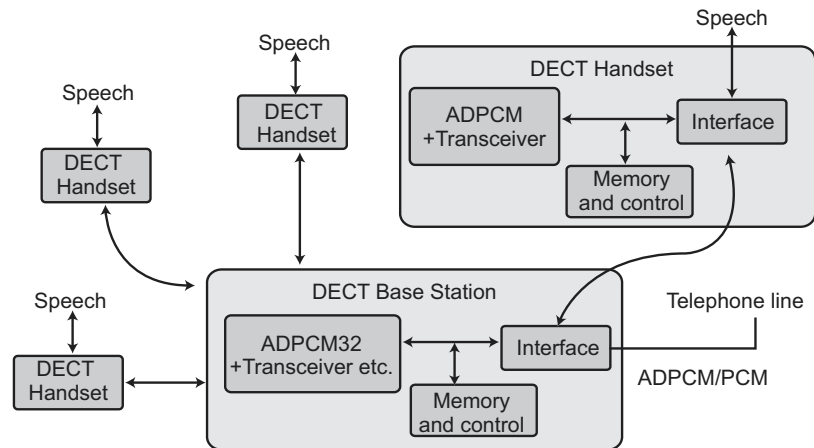 Speech
DECT
Handset
Speech
DECT
Handset
Speech
DECT
Handset
Speech
DECT Handset
ADPCM
+Transceiver
Interface
Memory
and control
DECT Base Station
ADPCM32
+Transceiver etc.
Interface
Memory
and control
Telephone line
ADPCM/PCM